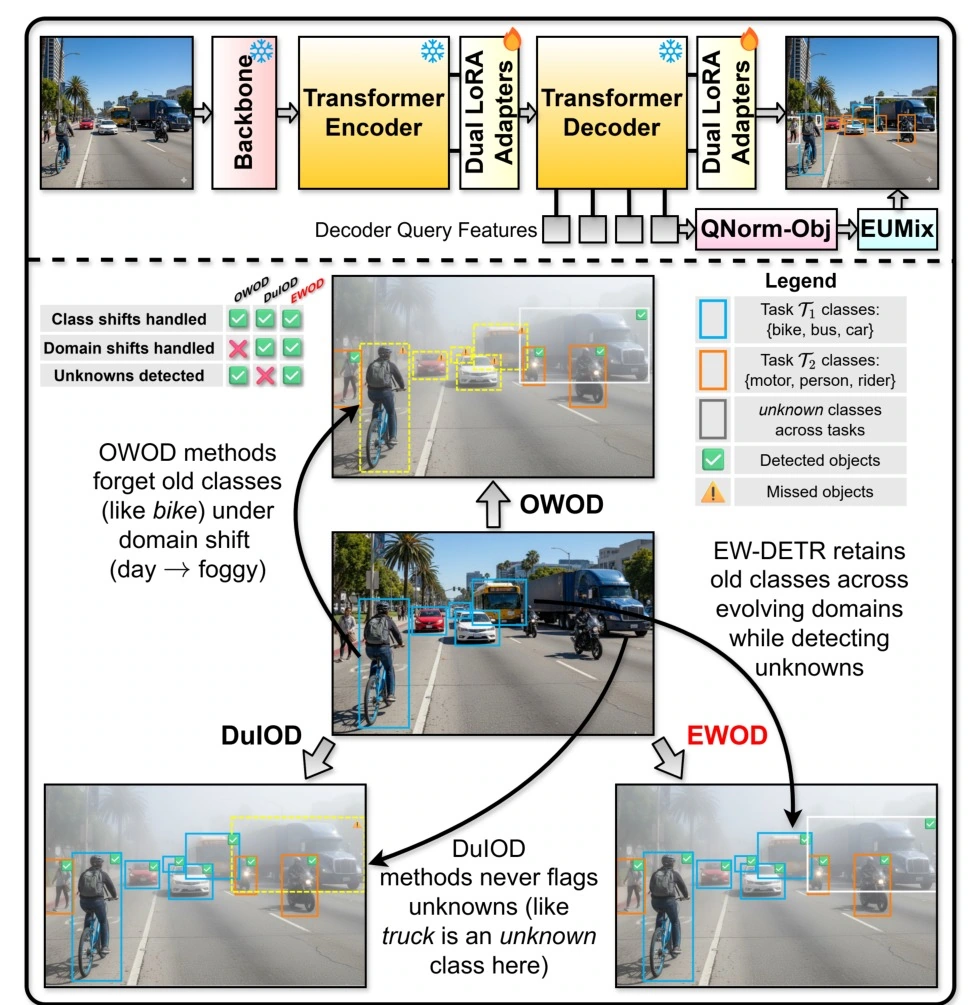 Backbone
Transformer
Encoder
Dual LoRA
Adapters
Transformer
Decoder
Dual LoRA
Adapters
Decoder Query Features
QNorm-Obj
EUMix
OWOD
DuIOD
EWOD
Class shifts handled
Domain shifts handled
Unknowns detected
Legend
Task 𝒯₁ classes:
{bike, bus, car}
Task 𝒯₂ classes:
{motor, person, rider}
unknown classes
across tasks
Detected objects
Missed objects
OWOD methods
forget old classes
(like bike) under
domain shift
(day → foggy)
OWOD
EW-DETR retains
old classes across
evolving domains
while detecting
unknowns
DuIOD
EWOD
DuIOD
methods never flags
unknowns (like
truck is an unknown
class here)